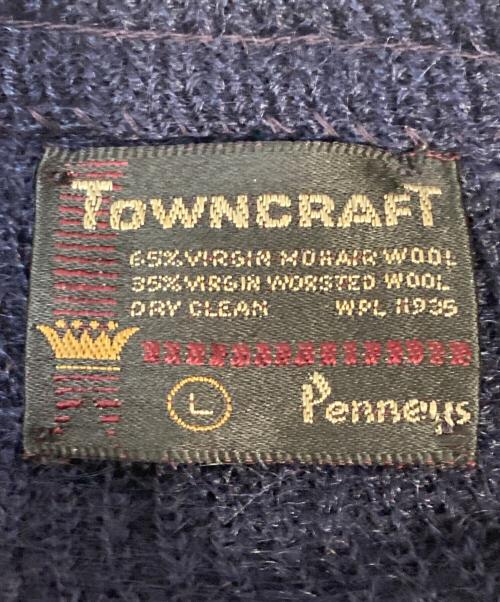 TOWNCRAFT
65% VIRGIN MOHAIR WOOL
35% VIRGIN WORSTED WOOL
DRY CLEAN WPL 11935
L Penneys